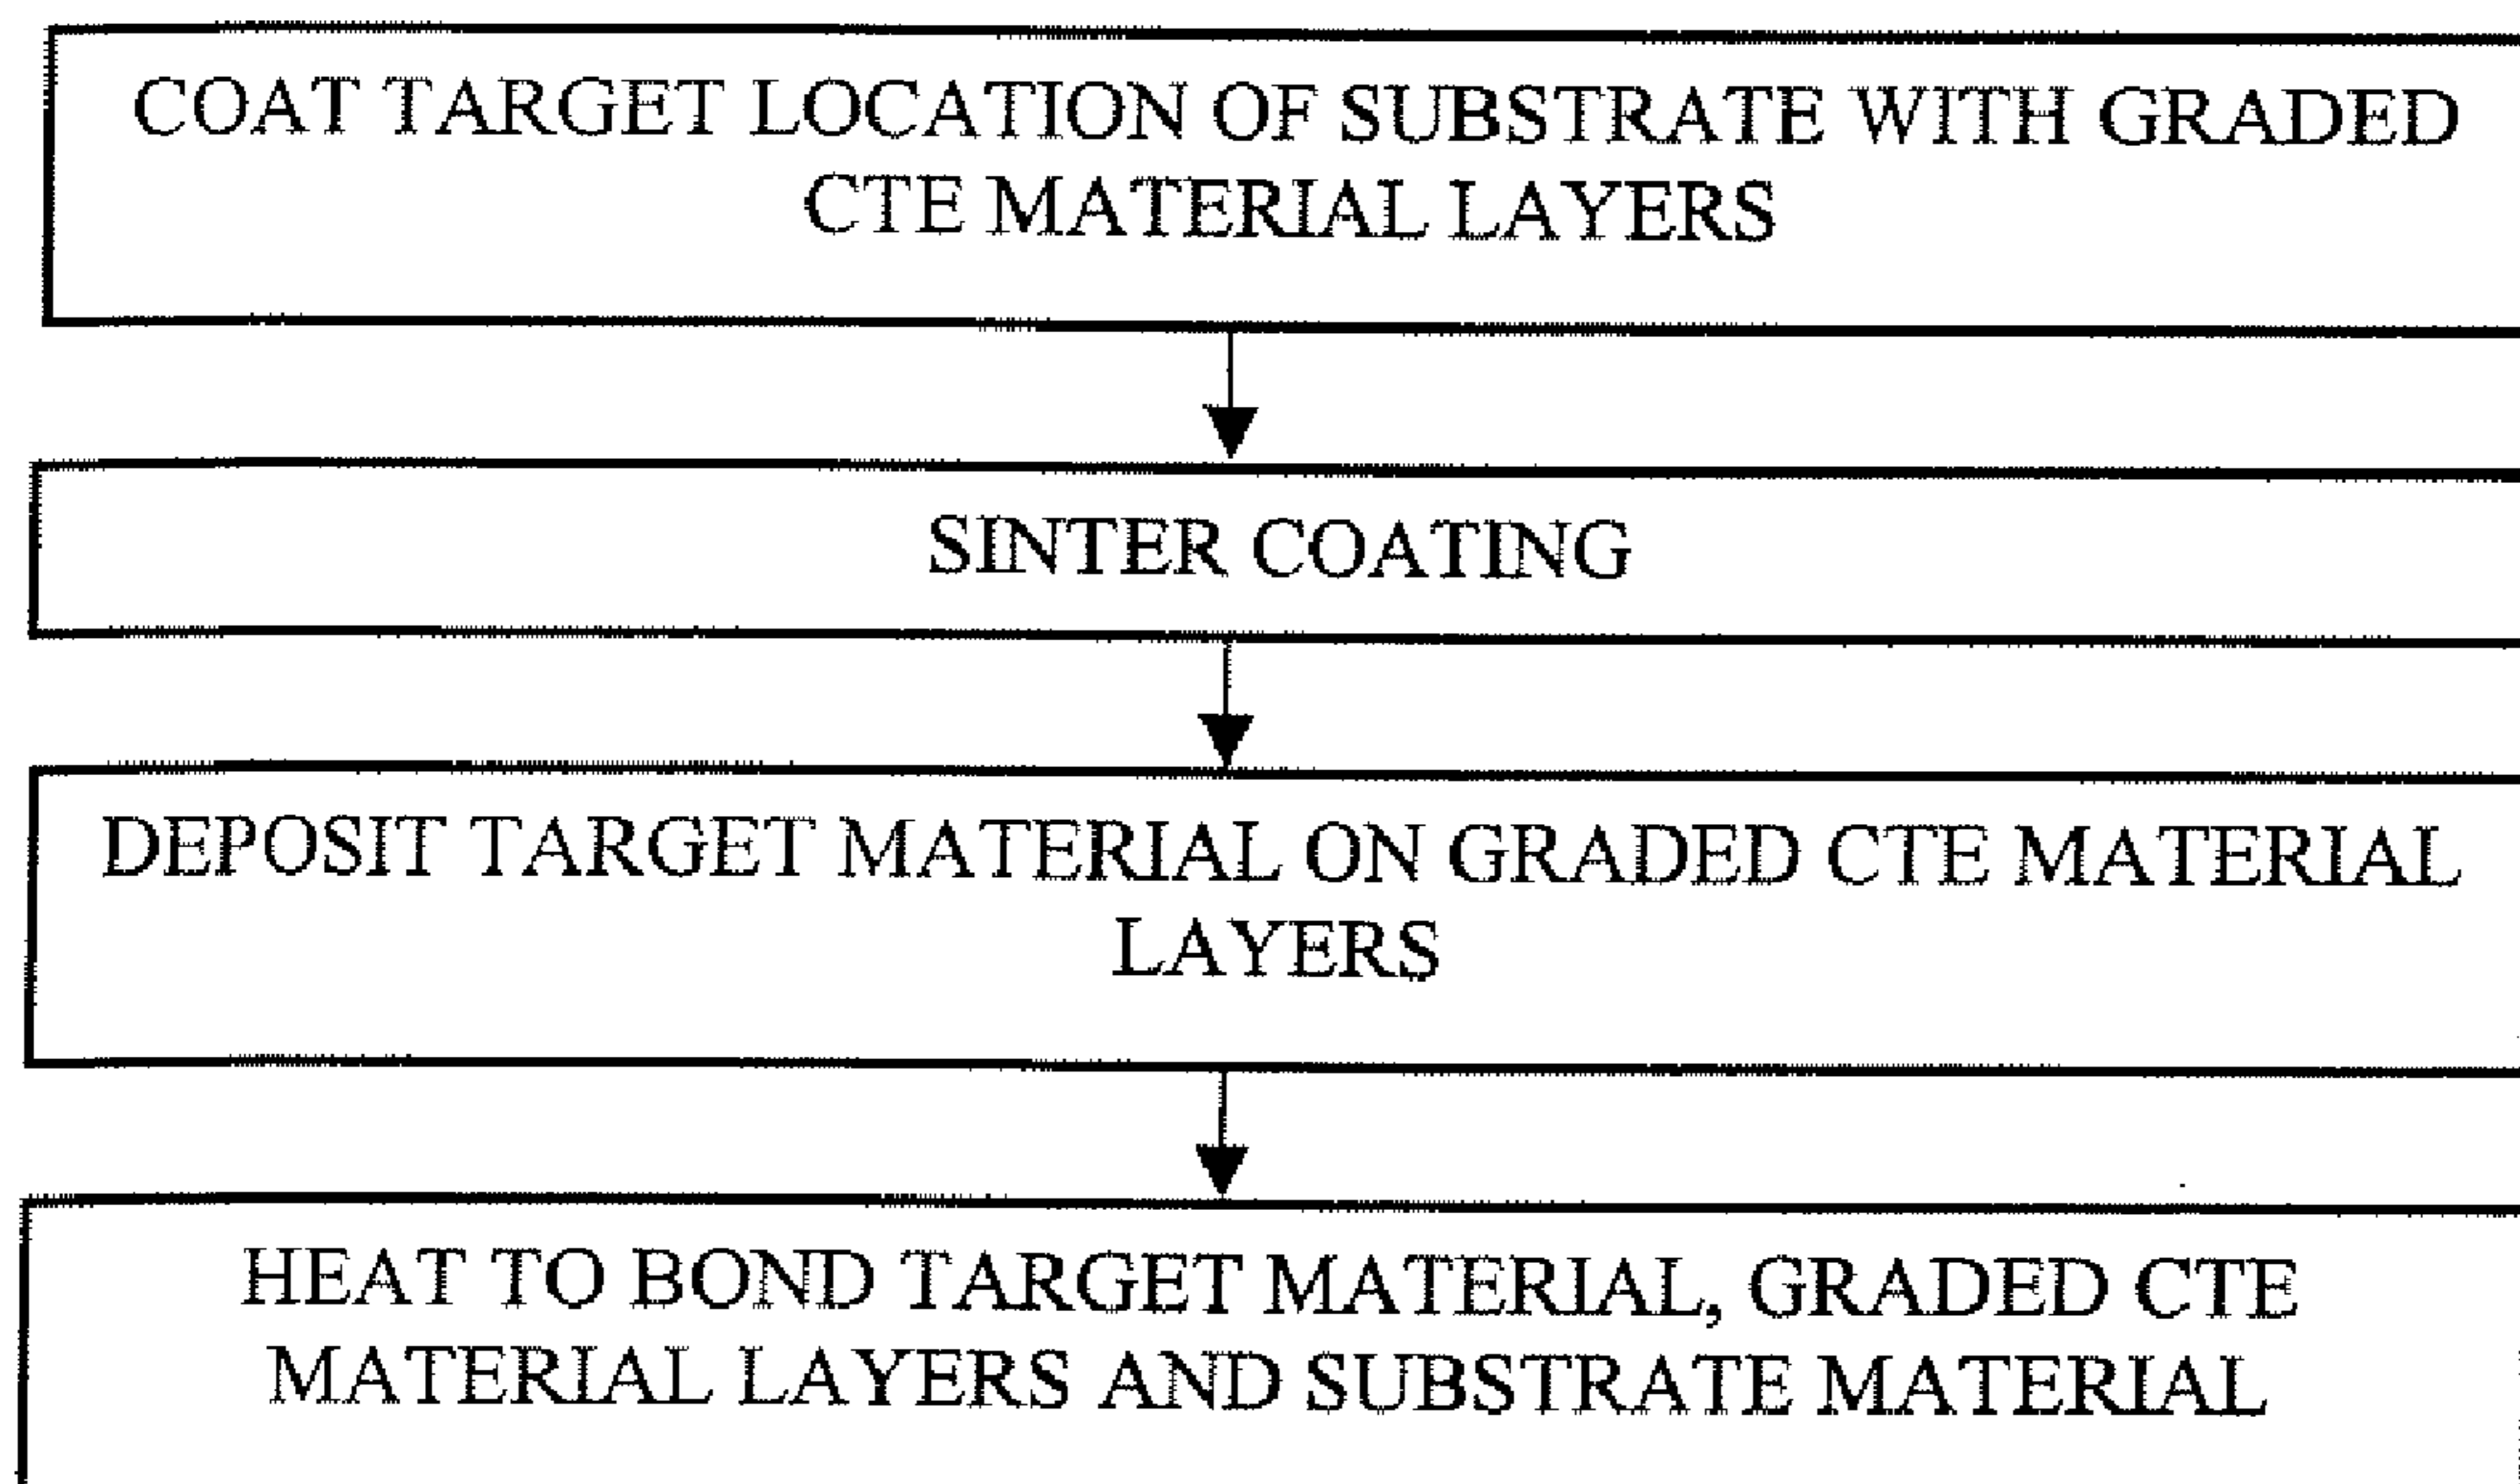 COAT TARGET LOCATION OF SUBSTRATE WITH GRADED
CTE MATERIAL LAYERS
SINTER COATING
DEPOSIT TARGET MATERIAL ON GRADED CTE MATERIAL
LAYERS
HEAT TO BOND TARGET MATERIAL, GRADED CTE
MATERIAL LAYERS AND SUBSTRATE MATERIAL